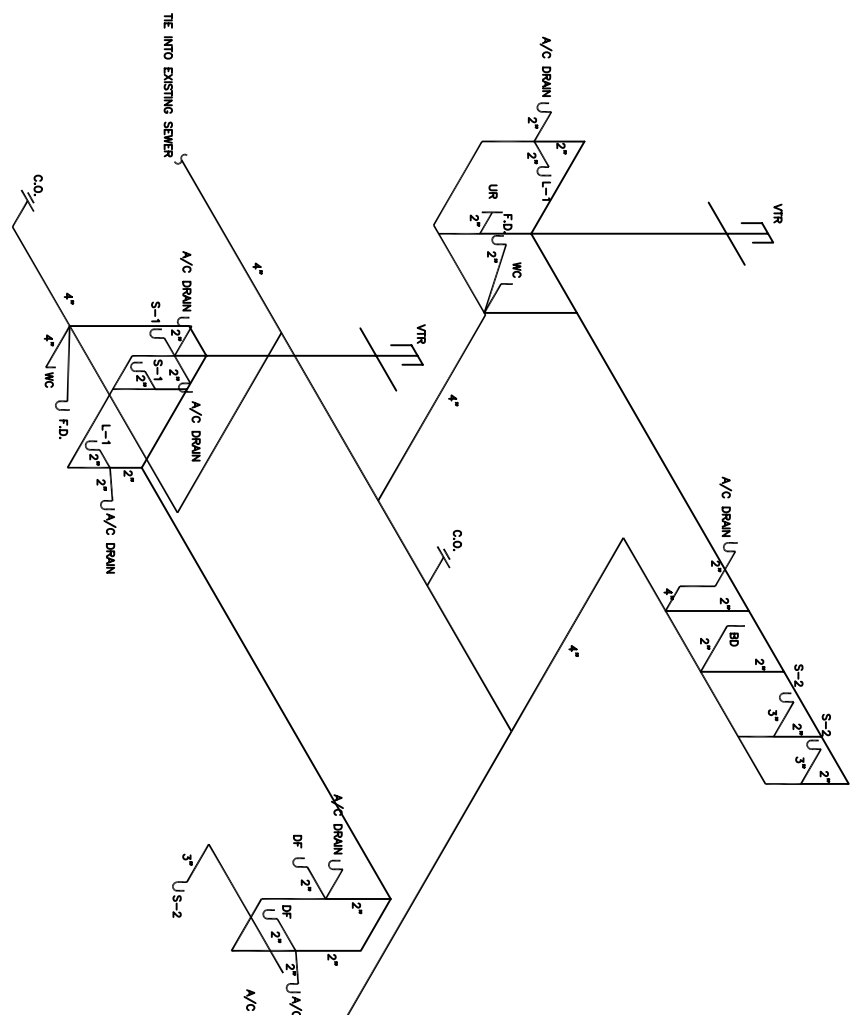 TIE INTO EXISTING SEWER
A/C DRAIN
2"
2"
2"
L-1
UR
F.D.
2"
2"
WC
VTR
C.O.
4"
4"
A/C DRAIN
S-1
2"
S-1
2"
2"
A/C DRAIN
VTR
4"
WC
F.D.
L-1
2"
2"
2"
A/C DRAIN
4"
C.O.
4"
A/C DRAIN
2"
4"
2"
BD
2"
2"
S-2
3"
2"
S-2
3"
2"
A/C DRAIN
DF
2"
2"
3"
S-2
DF
2"
2"
2"
A/C
A/C